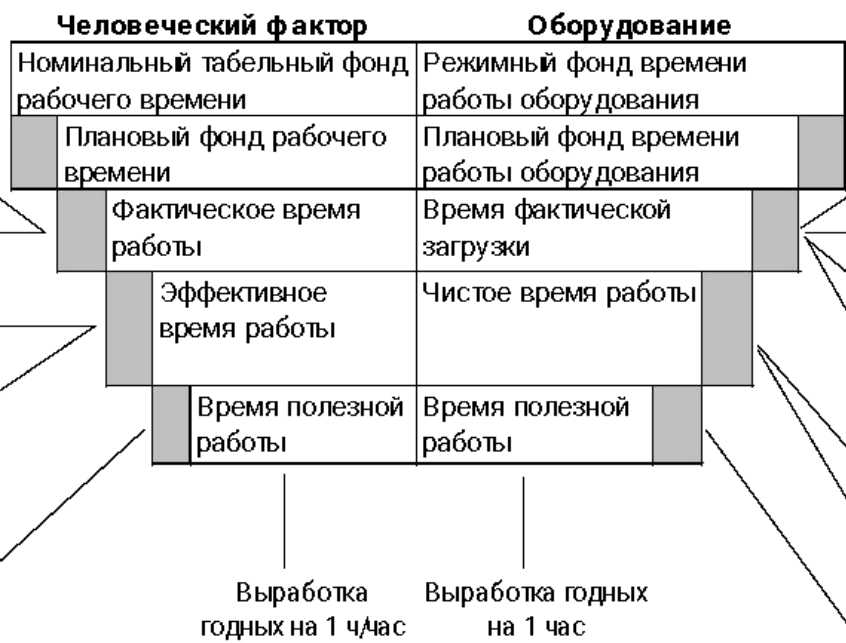 Человеческий фактор
Оборудование
Номинальный табельный фонд
рабочего времени
Режимный фонд времени
работы оборудования
Плановый фонд рабочего
времени
Плановый фонд времени
работы оборудования
Фактическое время
работы
Время фактической
загрузки
Эффективное
время работы
Чистое время работы
Время полезной
работы
Время полезной
работы
Выработка
годных на 1 ч/час
Выработка годных
на 1 час